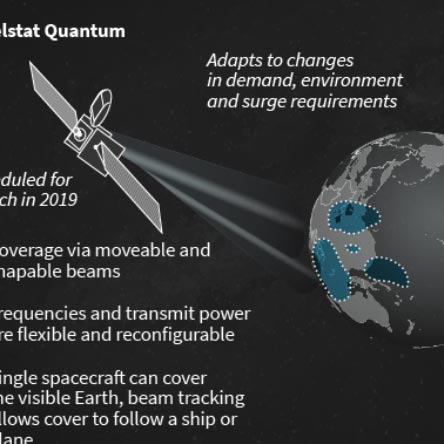 elstat Quantum
Adapts to changes
in demand, environment
and surge requirements
duled for
ch in 2019
overage via moveable and
hapable beams
requencies and transmit power
re flexible and reconfigurable
ingle spacecraft can cover
he visible Earth, beam tracking
llows cover to follow a ship or
lane